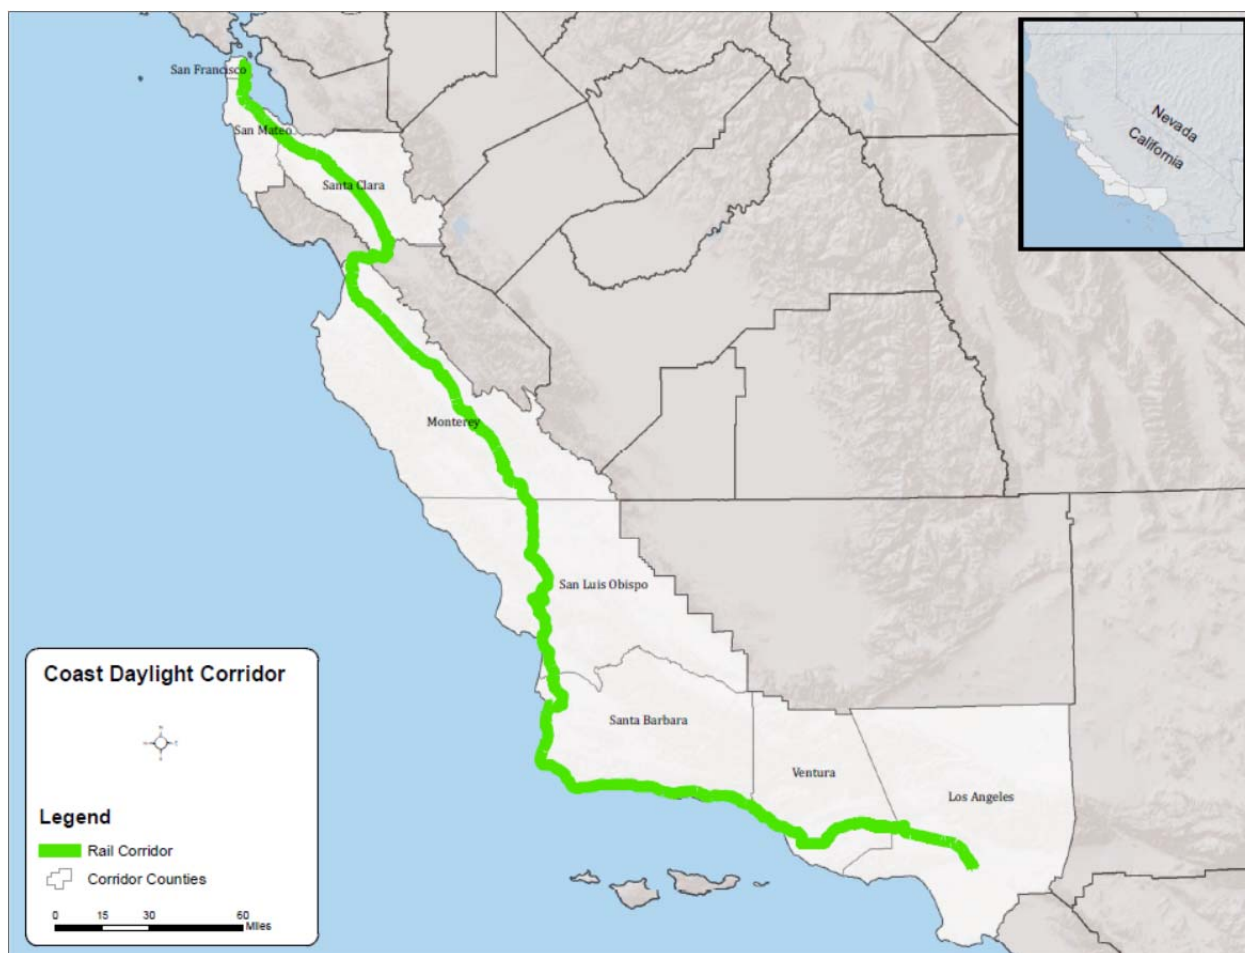 San Francisco
San Mateo
Santa Clara
Monterey
San Luis Obispo
Santa Barbara
Ventura
Los Angeles
Nevada
California
Coast Daylight Corridor
Legend
Rail Corridor
Corridor Counties
0 15 30 60
Miles